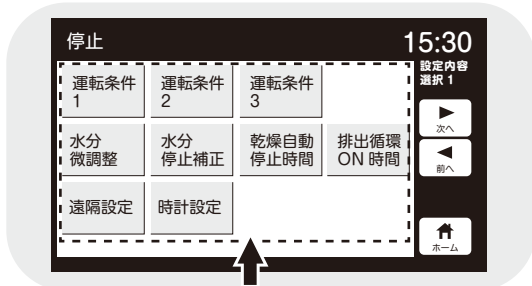 停止
15:30
設定内容
選択 1
運転条件
1
運転条件
2
運転条件
3
水分
微調整
水分
停止補正
乾燥自動
停止時間
排出循環
ON 時間
遠隔設定
時計設定
次へ
前へ
ホーム